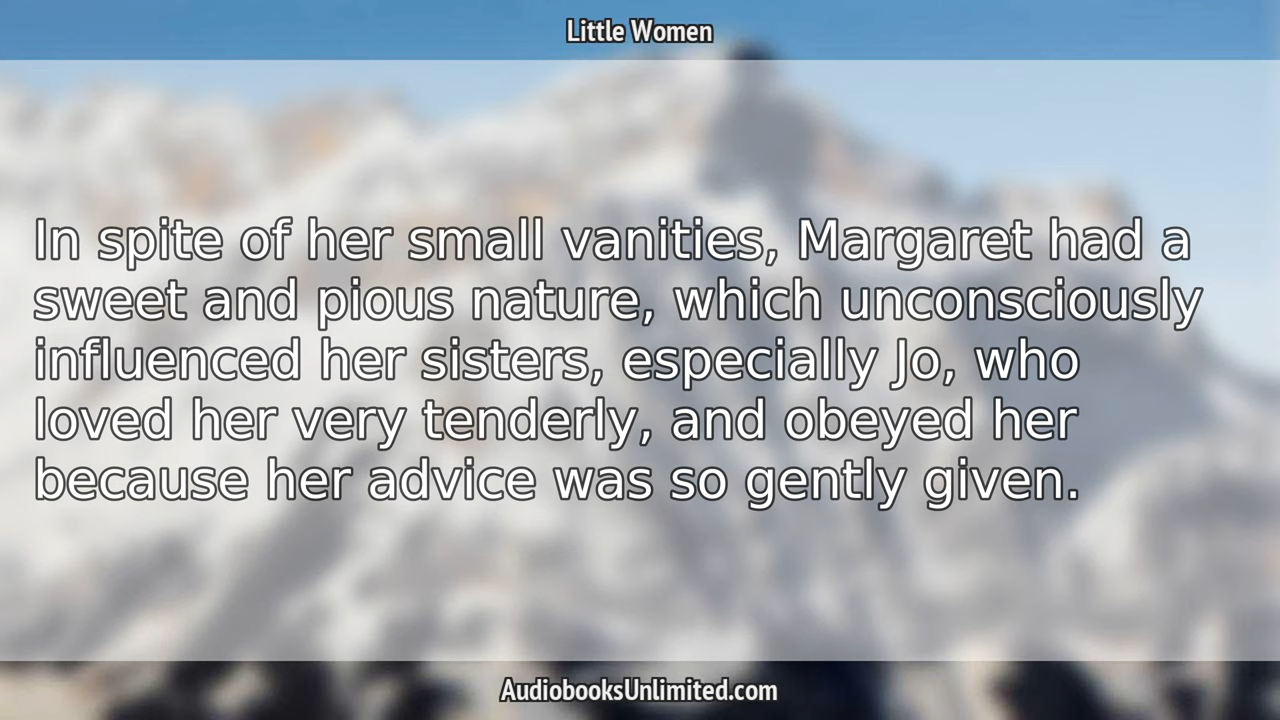 Little Women
In spite of her small vanities, Margaret had a
sweet and pious nature, which unconsciously
influenced her sisters, especially Jo, who
loved her very tenderly, and obeyed her
because her advice was so gently given.
AudiobooksUnlimited.com